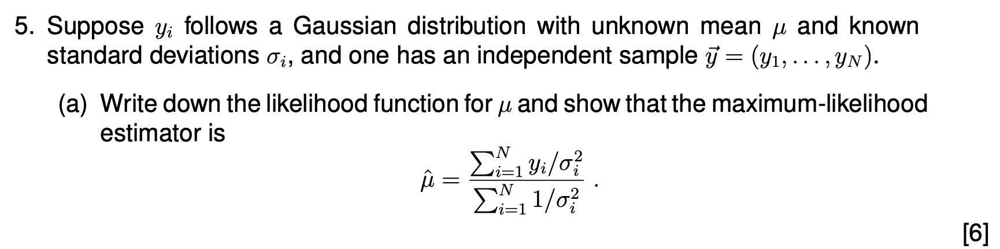 5. Suppose $y_i$ follows a Gaussian distribution with unknown mean $\mu$ and known
standard deviations $\sigma_i$, and one has an independent sample $\vec{y} = (y_1, \ldots, y_N)$.
(a) Write down the likelihood function for $\mu$ and show that the maximum-likelihood
estimator is
$\hat{\mu} = \frac{\sum_{i=1}^{N} y_i/\sigma_i^2}{\sum_{i=1}^{N} 1/\sigma_i^2}$ .
[6]